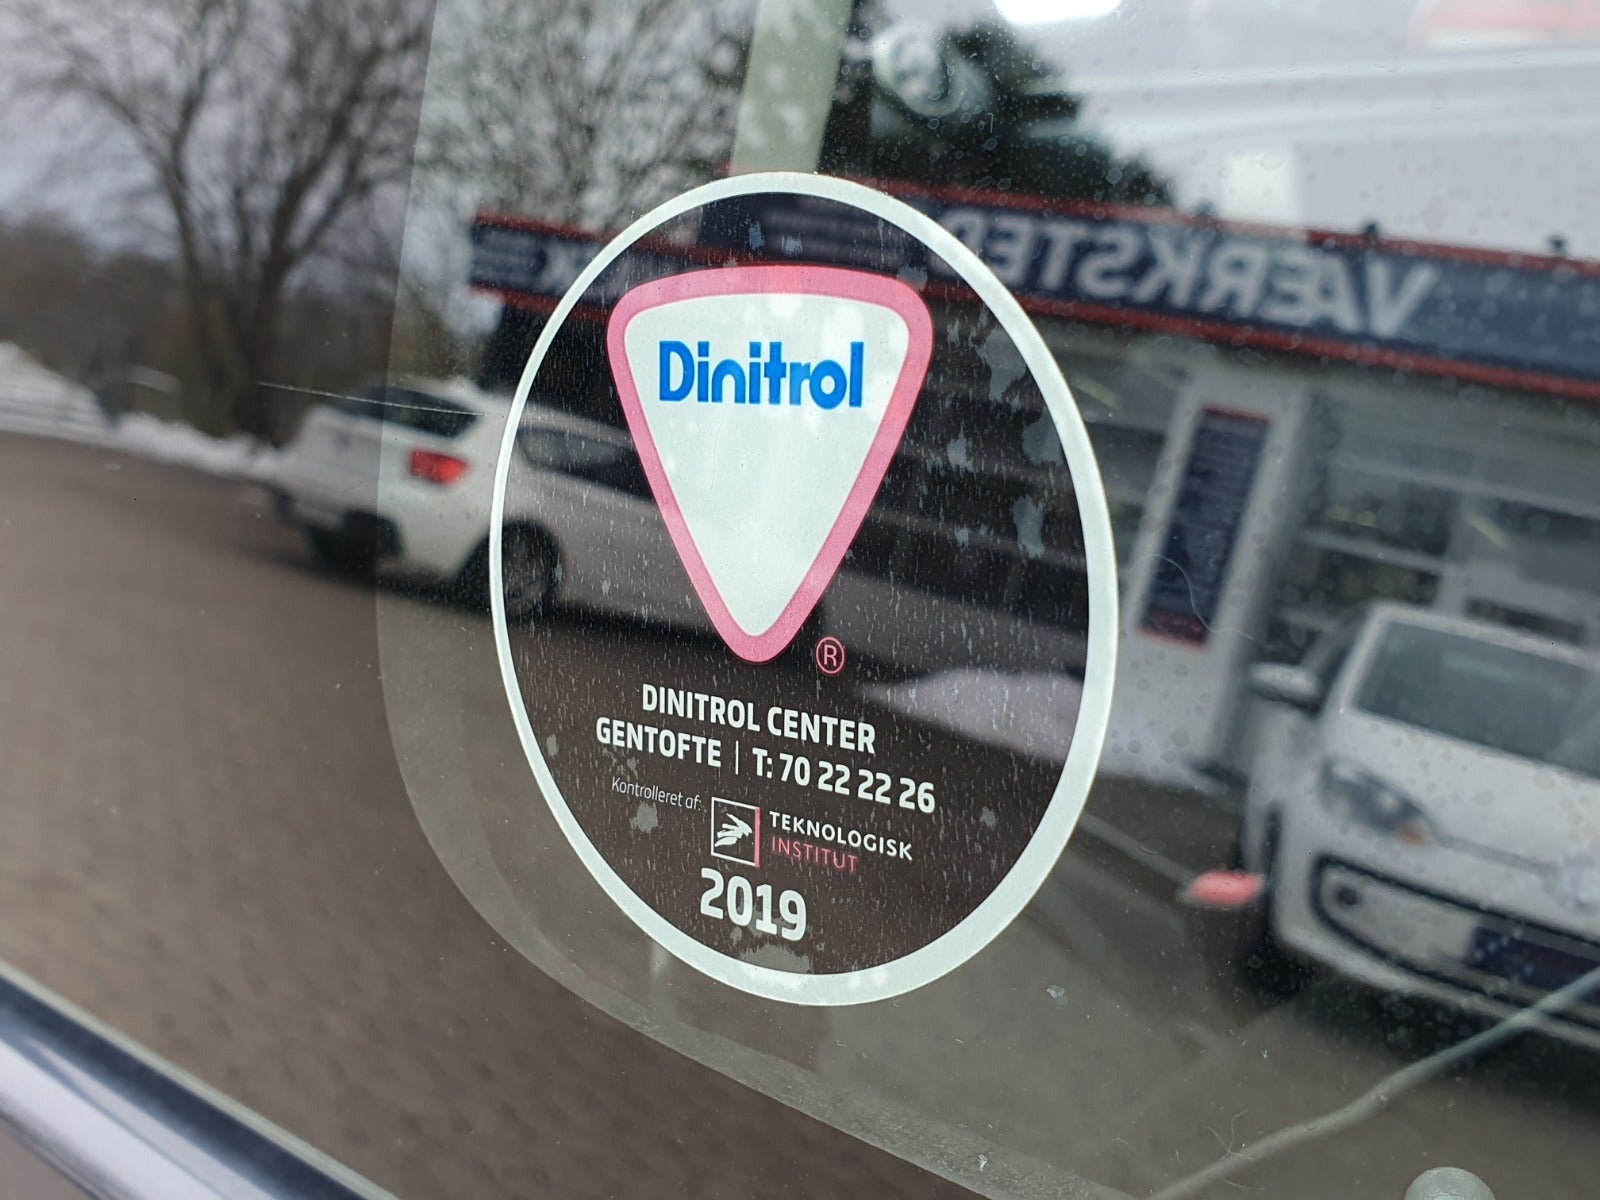 VÆRKSTED
Dinitrol
®
DINITROL CENTER
GENTOFTE | T: 70 22 22 26
Kontrolleret af:
TEKNOLOGISK
INSTITUT
2019